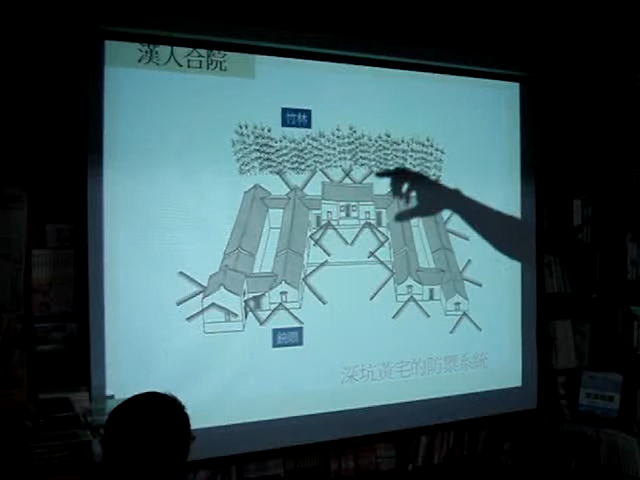 漢人合院
竹林
銃眼
深坑黃宅的防禦系統